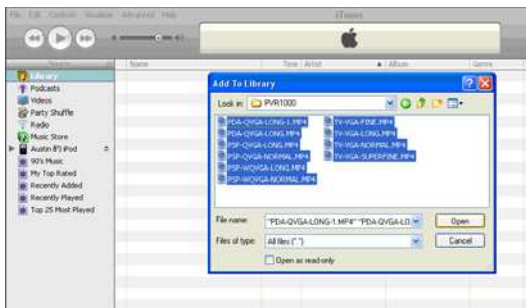 File Edit Controls Visualizer Advanced Help
iTunes
Source
Name
Time
Artist
Album
Genre
Library
Podcasts
Videos
Party Shuffle
Radio
Music Store
iPod
90's Music
My Top Rated
Recently Added
Recently Played
Top 25 Most Played
Add To Library
Look in:
PVR1000
PDA-QVGA-LONG-1.MP4
PDA-QVGA-LONG.MP4
PSP-QVGA-LONG.MP4
PSP-QVGA-NORMAL.MP4
PSP-WQVGA-LONG.MP4
PSP-WQVGA-NORMAL.MP4
TV-VGA-FINE.MP4
TV-VGA-LONG.MP4
TV-VGA-NORMAL.MP4
TV-VGA-SUPERFINE.MP4
File name:
"PDA-QVGA-LONG-1.MP4" "PDA-QVGA-LO
Open
Files of type:
All files (*.*)
Cancel
Open as read-only